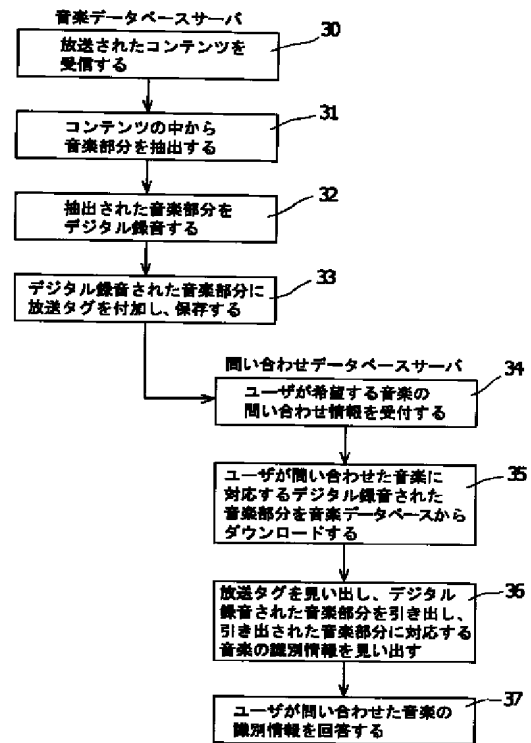 音楽データベースサーバ
放送されたコンテンツを
受信する
30
コンテンツの中から
音楽部分を抽出する
31
抽出された音楽部分を
デジタル録音する
32
デジタル録音された音楽部分に
放送タグを付加し、保存する
33
問い合わせデータベースサーバ
ユーザが希望する音楽の
問い合わせ情報を受付する
34
ユーザが問い合わせた音楽に
対応するデジタル録音された
音楽部分を音楽データベースから
ダウンロードする
35
放送タグを見い出し、デジタル
録音された音楽部分を引き出し、
引き出された音楽部分に対応する
音楽の識別情報を見い出す
36
ユーザが問い合わせた音楽の
識別情報を回答する
37